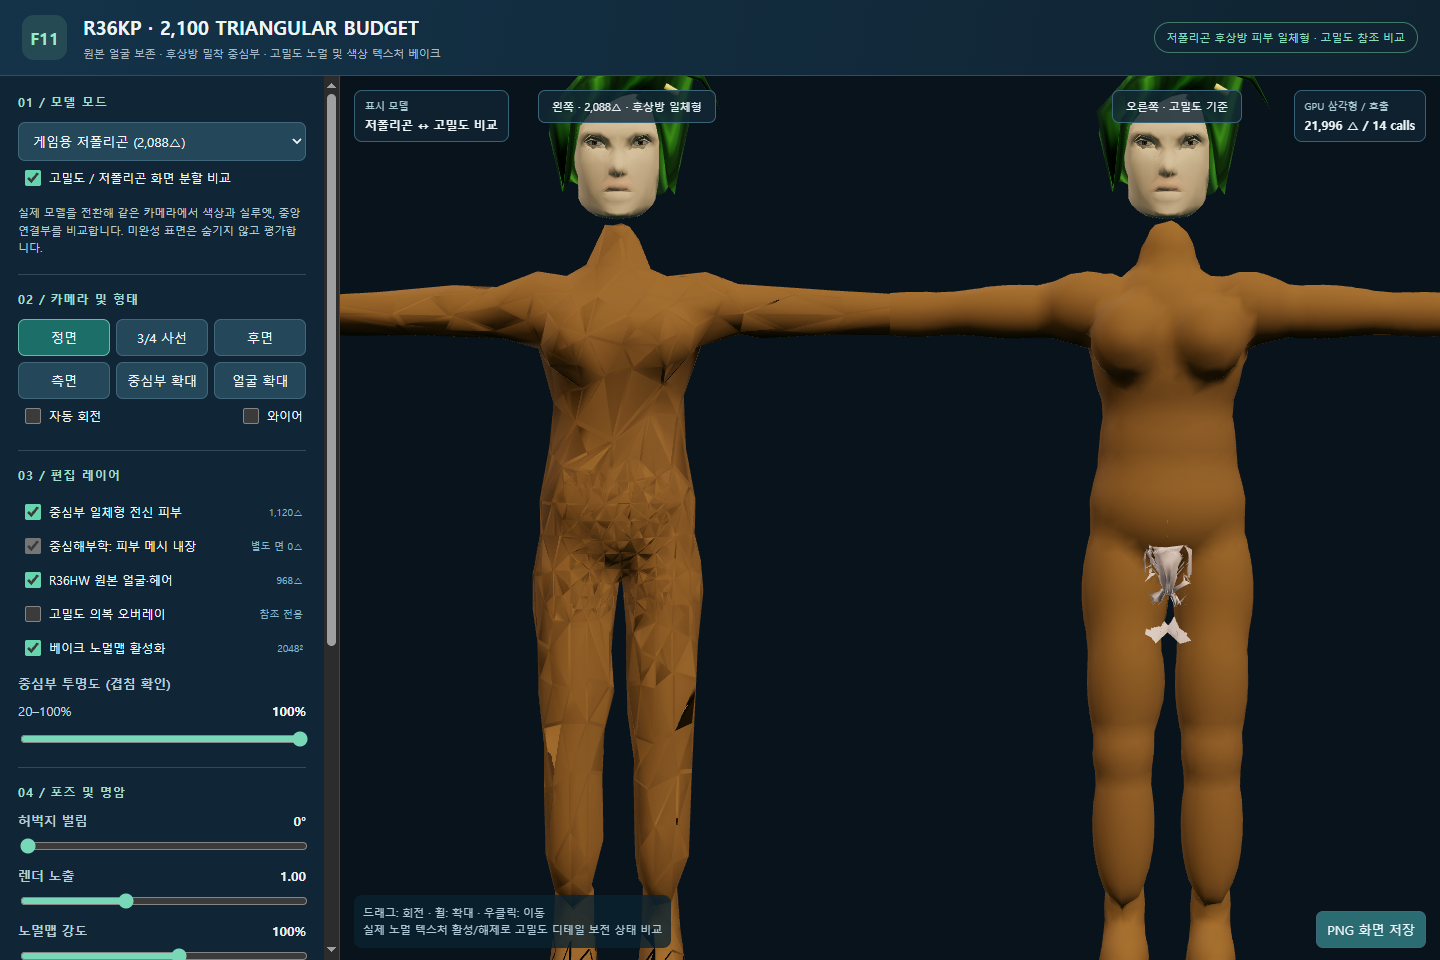 F11
R36KP · 2,100 TRIANGULAR BUDGET
원본 얼굴 보존 · 후상방 밀착 중심부 · 고밀도 노멀 및 색상 텍스처 베이크
저폴리곤 후상방 피부 일체형 · 고밀도 참조 비교
01 / 모델 모드
게임용 저폴리곤 (2,088△)
고밀도 / 저폴리곤 화면 분할 비교
실제 모델을 전환해 같은 카메라에서 색상과 실루엣, 중앙
연결부를 비교합니다. 미완성 표면은 숨기지 않고 평가합
니다.
02 / 카메라 및 형태
정면
3/4 사선
후면
측면
중심부 확대
얼굴 확대
자동 회전
와이어
03 / 편집 레이어
중심부 일체형 전신 피부
1,120△
중심해부학: 피부 메시 내장
별도 면 0△
R36HW 원본 얼굴·헤어
968△
고밀도 의복 오버레이
참조 전용
베이크 노멀맵 활성화
2048²
중심부 투명도 (겹침 확인)
20–100%
100%
04 / 포즈 및 명암
허벅지 벌림
0°
렌더 노출
1.00
노멀맵 강도
100%
표시 모델
저폴리곤 ↔ 고밀도 비교
왼쪽 · 2,088△ · 후상방 일체형
오른쪽 · 고밀도 기준
GPU 삼각형 / 호출
21,996 △ / 14 calls
드래그: 회전 · 휠: 확대 · 우클릭: 이동
실제 노멀 텍스처 활성/해제로 고밀도 디테일 보전 상태 비교
PNG 화면 저장